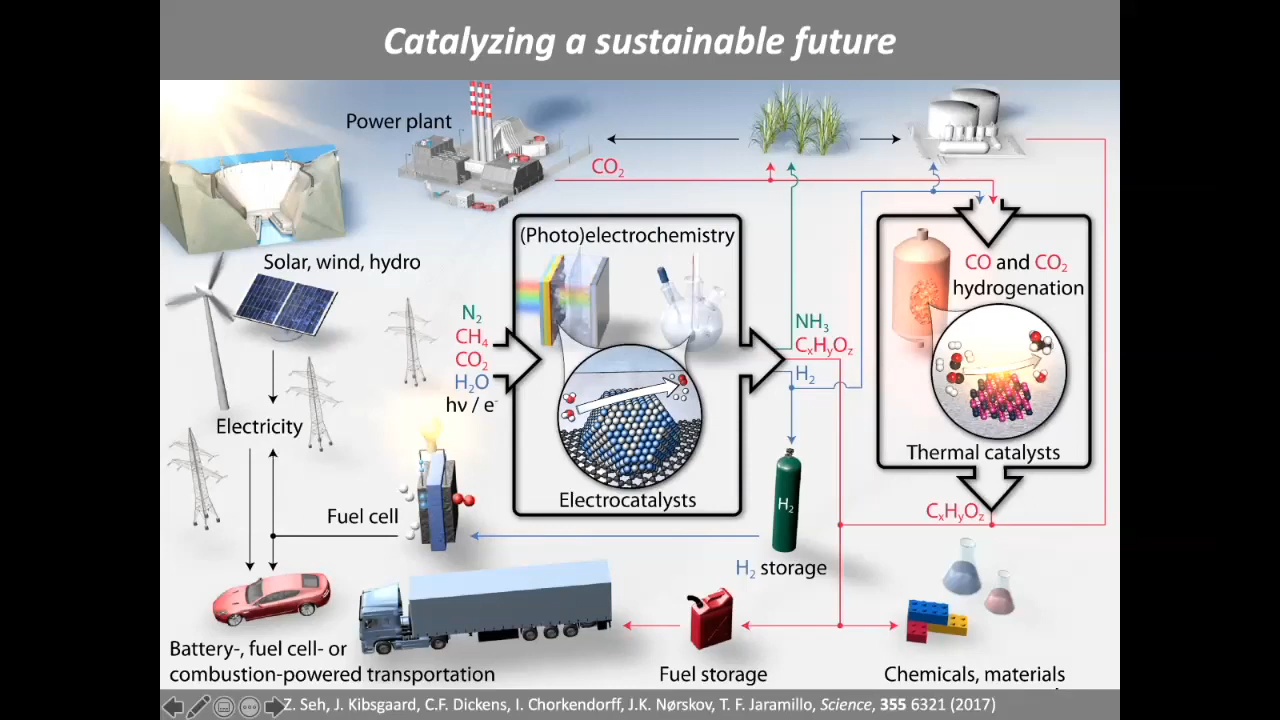 Catalyzing a sustainable future
Power plant
CO₂
Solar, wind, hydro
(Photo)electrochemistry
CO and CO₂
hydrogenation
N₂
CH₄
CO₂
H₂O
hν / e⁻
NH₃
CₓHᵧO_z
H₂
Electricity
Electrocatalysts
Thermal catalysts
CₓHᵧO_z
Fuel cell
H₂
H₂ storage
Battery-, fuel cell- or
combustion-powered transportation
Fuel storage
Chemicals, materials
Z. Seh, J. Kibsgaard, C.F. Dickens, I. Chorkendorff, J.K. Nørskov, T. F. Jaramillo, Science, 355 6321 (2017)